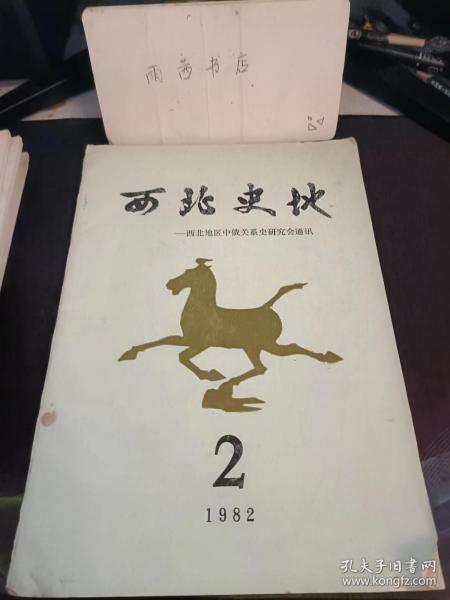 雨茜书店
西北史地
——西北地区中俄关系史研究会通讯
2
1982
孔夫子旧书网
www.kongfz.com